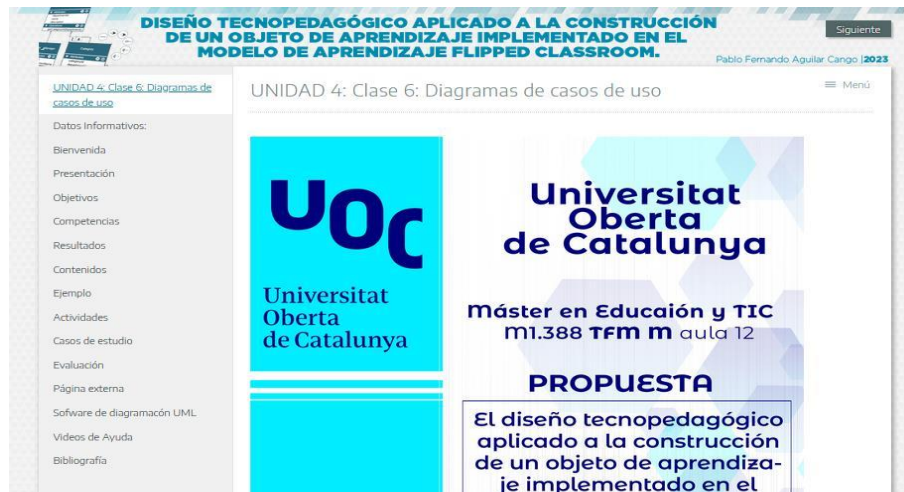 DISEÑO TECNOPEDAGÓGICO APLICADO A LA CONSTRUCCIÓN
DE UN OBJETO DE APRENDIZAJE IMPLEMENTADO EN EL
MODELO DE APRENDIZAJE FLIPPED CLASSROOM.
Siguiente
Pablo Fernando Aguilar Cango |2023
UNIDAD 4: Clase 6: Diagramas de
casos de uso
Datos Informativos:
Bienvenida
Presentación
Objetivos
Competencias
Resultados
Contenidos
Ejemplo
Actividades
Casos de estudio
Evaluación
Página externa
Sofware de diagramacón UML
Videos de Ayuda
Bibliografía
UNIDAD 4: Clase 6: Diagramas de casos de uso
Menú
UOC
Universitat
Oberta
de Catalunya
Universitat
Oberta
de Catalunya
Máster en Educaión y TIC
M1.388 TFM M aula 12
PROPUESTA
El diseño tecnopedagógico
aplicado a la construcción
de un objeto de aprendiza-
je implementado en el